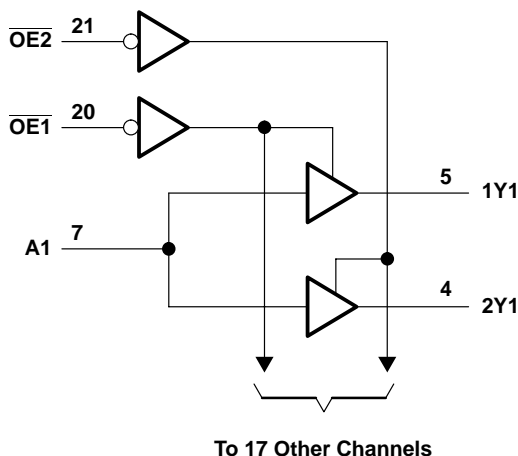 OE2 21
OE1 20
5 1Y1
A1 7
4 2Y1
To 17 Other Channels